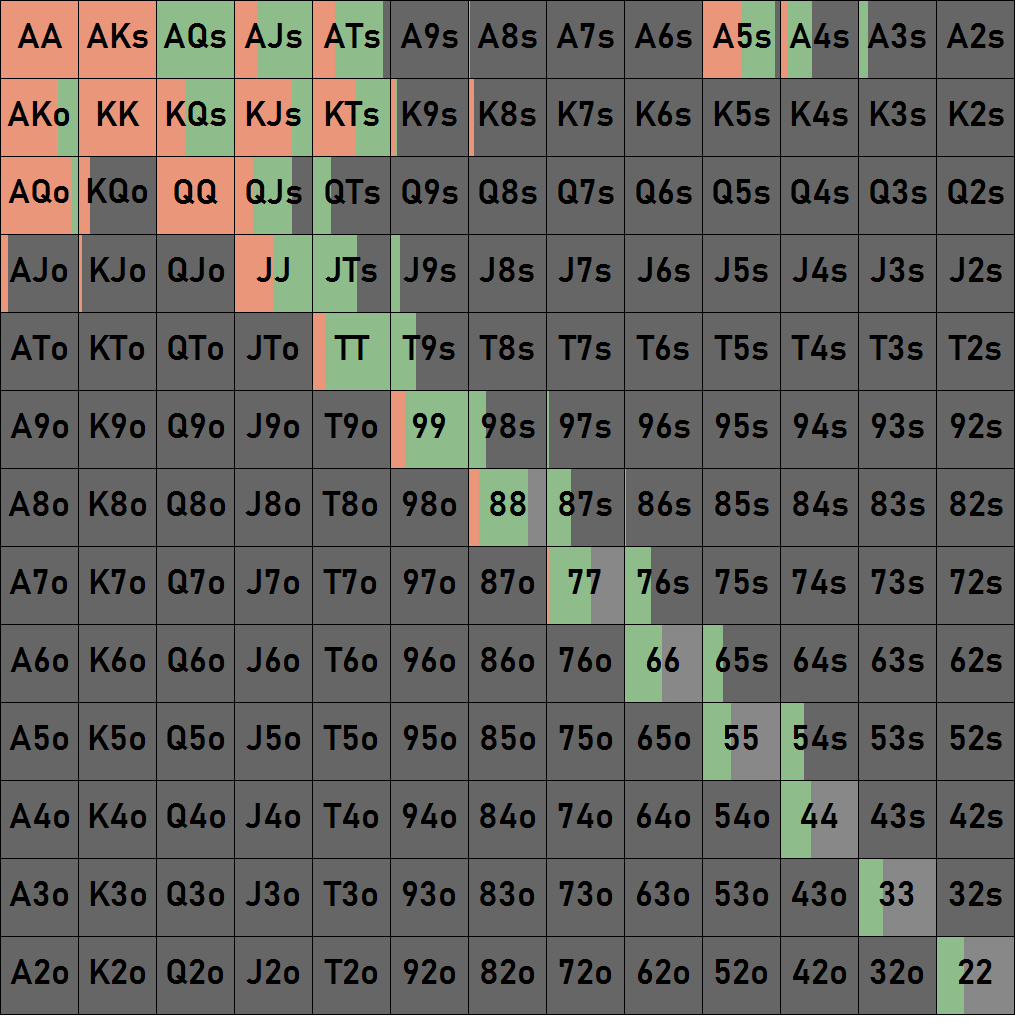 AA AKs AQs AJs ATs A9s A8s A7s A6s A5s A4s A3s A2s
AKo KK KQs KJs KTs K9s K8s K7s K6s K5s K4s K3s K2s
AQo KQo QQ QJs QTs Q9s Q8s Q7s Q6s Q5s Q4s Q3s Q2s
AJo KJo QJo JJ JTs J9s J8s J7s J6s J5s J4s J3s J2s
ATo KTo QTo JTo TT T9s T8s T7s T6s T5s T4s T3s T2s
A9o K9o Q9o J9o T9o 99 98s 97s 96s 95s 94s 93s 92s
A8o K8o Q8o J8o T8o 98o 88 87s 86s 85s 84s 83s 82s
A7o K7o Q7o J7o T7o 97o 87o 77 76s 75s 74s 73s 72s
A6o K6o Q6o J6o T6o 96o 86o 76o 66 65s 64s 63s 62s
A5o K5o Q5o J5o T5o 95o 85o 75o 65o 55 54s 53s 52s
A4o K4o Q4o J4o T4o 94o 84o 74o 64o 54o 44 43s 42s
A3o K3o Q3o J3o T3o 93o 83o 73o 63o 53o 43o 33 32s
A2o K2o Q2o J2o T2o 92o 82o 72o 62o 52o 42o 32o 22